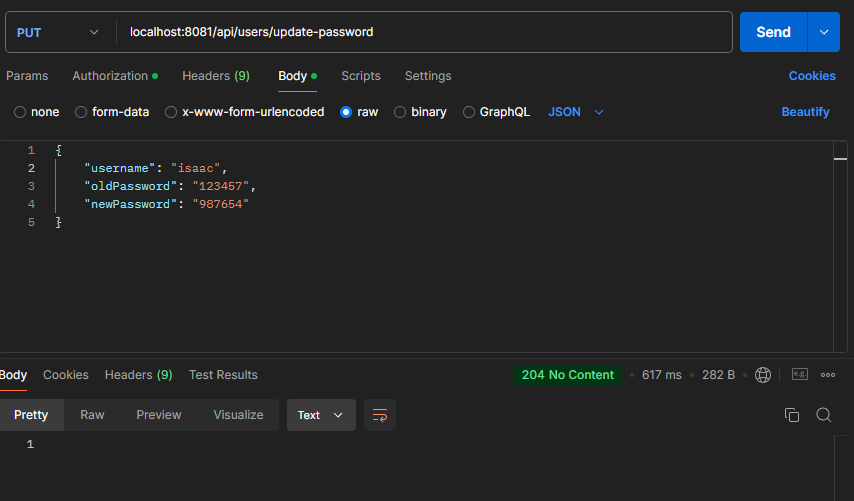 PUT localhost:8081/api/users/update-password Send
Params Authorization Headers (9) Body Scripts Settings Cookies
none form-data x-www-form-urlencoded raw binary GraphQL JSON Beautify
1 {
2 "username": "isaac",
3 "oldPassword": "123457",
4 "newPassword": "987654"
5 }
Body Cookies Headers (9) Test Results 204 No Content 617 ms 282 B e.g.
Pretty Raw Preview Visualize Text
1